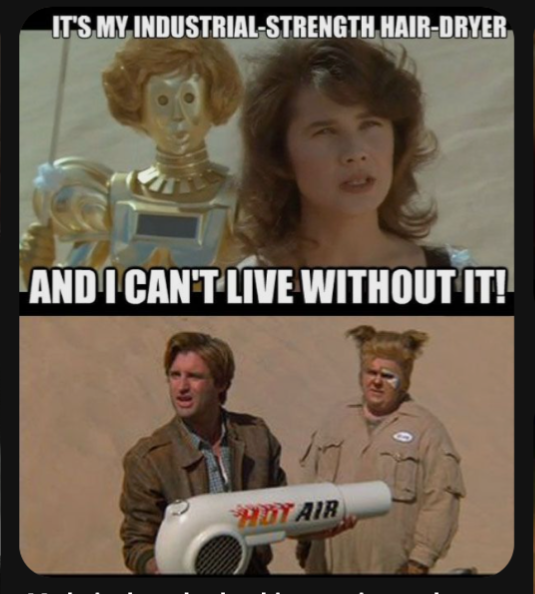 IT'S MY INDUSTRIAL-STRENGTH HAIR-DRYER
AND I CAN'T LIVE WITHOUT IT!
HOT AIR